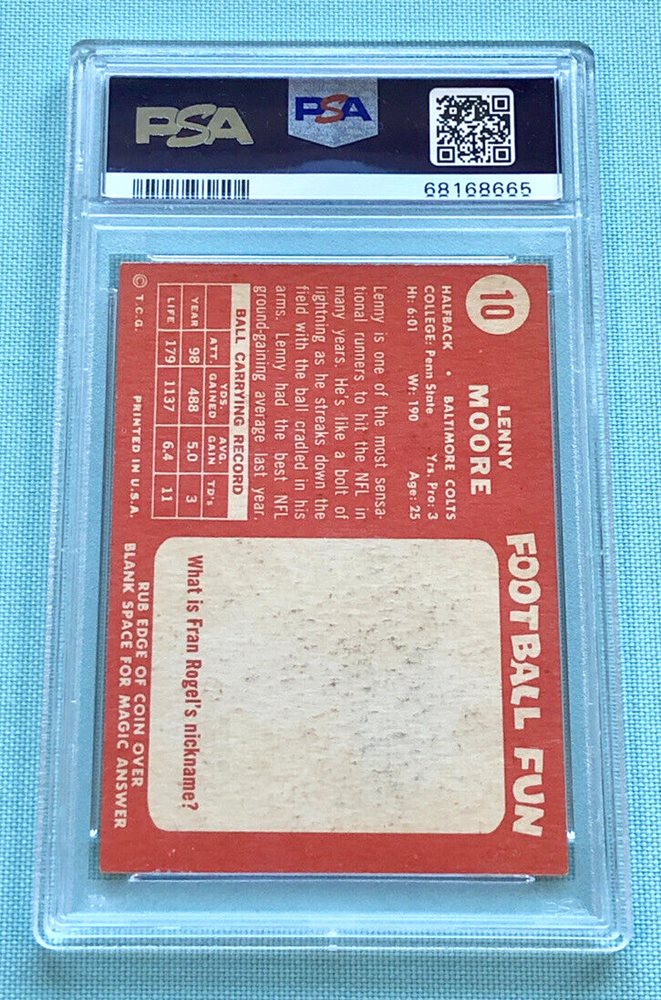 PSA
PSA
68168665
10
LENNY
MOORE
HALFBACK • BALTIMORE COLTS
COLLEGE: Penn State Yrs. Pro: 3
Ht: 6:01 Wt: 190 Age: 25
Lenny is one of the most sensa-
tional runners to hit the NFL in
many years. He's like a bolt of
lightning as he streaks down the
field with the ball cradled in his
arms. Lenny had the best NFL
ground-gaining average last year.
BALL CARRYING RECORD
ATT. YDS. GAINED AVG. GAIN TD's
YEAR 98 488 5.0 3
LIFE 179 1137 6.4 11
© T.C.G. PRINTED IN U.S.A.
FOOTBALL FUN
What is Fran Rogel's nickname?
RUB EDGE OF COIN OVER
BLANK SPACE FOR MAGIC ANSWER